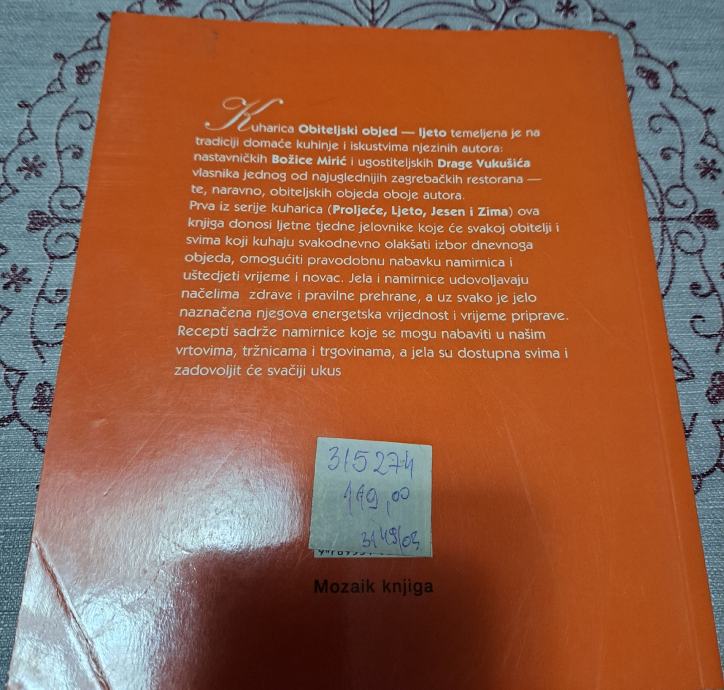 Kuharica Obiteljski objed — ljeto temeljena je na
tradiciji domaće kuhinje i iskustvima njezinih autora:
nastavničkih Božice Mirić i ugostiteljskih Drage Vukušića
vlasnika jednog od najuglednijih zagrebačkih restorana —
te, naravno, obiteljskih objeda oboje autora.
Prva iz serije kuharica (Proljeće, Ljeto, Jesen i Zima) ova
knjiga donosi ljetne tjedne jelovnike koje će svakoj obitelji i
svima koji kuhaju svakodnevno olakšati izbor dnevnoga
objeda, omogućiti pravodobnu nabavku namirnica i
uštedjeti vrijeme i novac. Jela i namirnice udovoljavaju
načelima zdrave i pravilne prehrane, a uz svako je jelo
naznačena njegova energetska vrijednost i vrijeme priprave.
Recepti sadrže namirnice koje se mogu nabaviti u našim
vrtovima, tržnicama i trgovinama, a jela su dostupna svima i
zadovoljit će svačiji ukus
315274
119,00
Mozaik knjiga